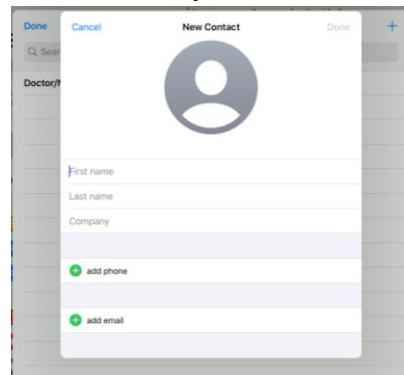 Done
Cancel
New Contact
Done
+
Sear
Doctor/
First name
Last name
Company
add phone
add email